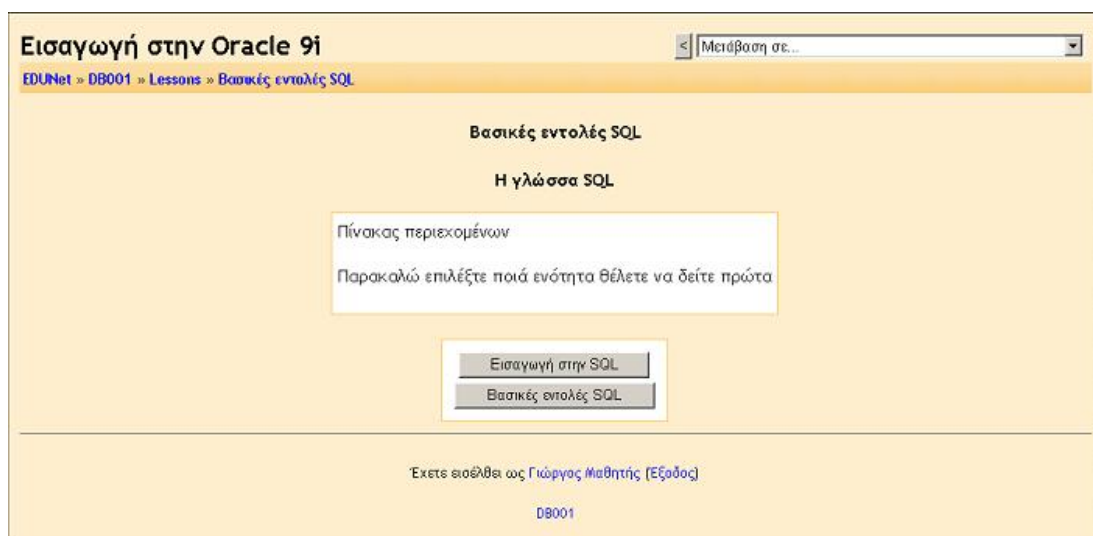 Εισαγωγή στην Oracle 9i
< Μετάβαση σε...
EDUNet » DB001 » Lessons » Βασικές εντολές SQL
Βασικές εντολές SQL
Η γλώσσα SQL
Πίνακας περιεχομένων
Παρακαλώ επιλέξτε ποιά ενότητα θέλετε να δείτε πρώτα
Εισαγωγή στην SQL
Βασικές εντολές SQL
Έχετε εισέλθει ως Γιώργος Μαθητής (Έξοδος)
DB001